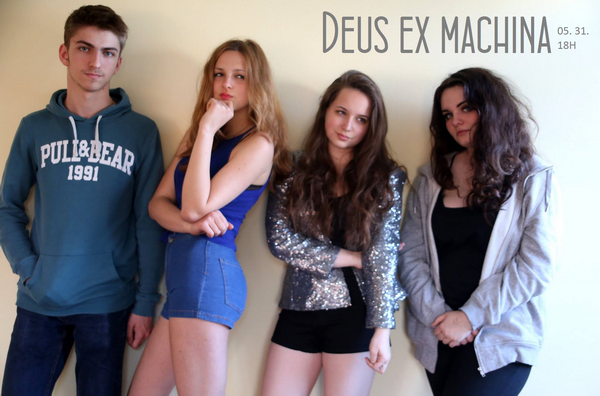 DEUS EX MACHINA
05. 31.
18H
PULL&BEAR
1991